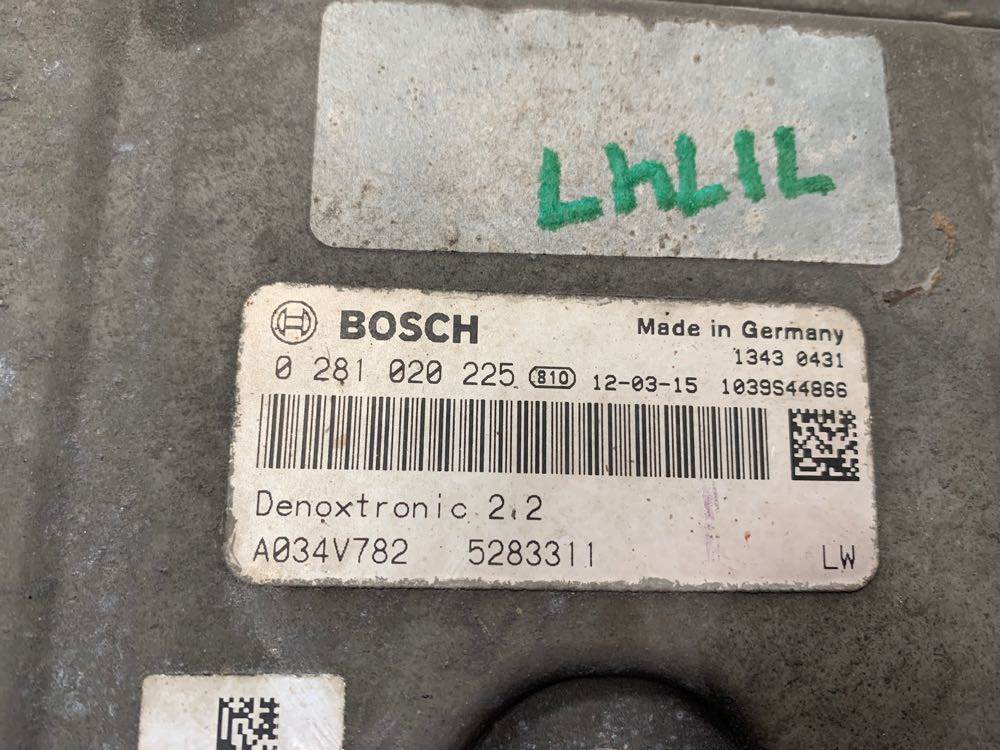 71747
BOSCH
Made in Germany
1343 0431
0 281 020 225 810 12-03-15 1039S44866
Denoxtronic 2.2
A034V782 5283311 LW